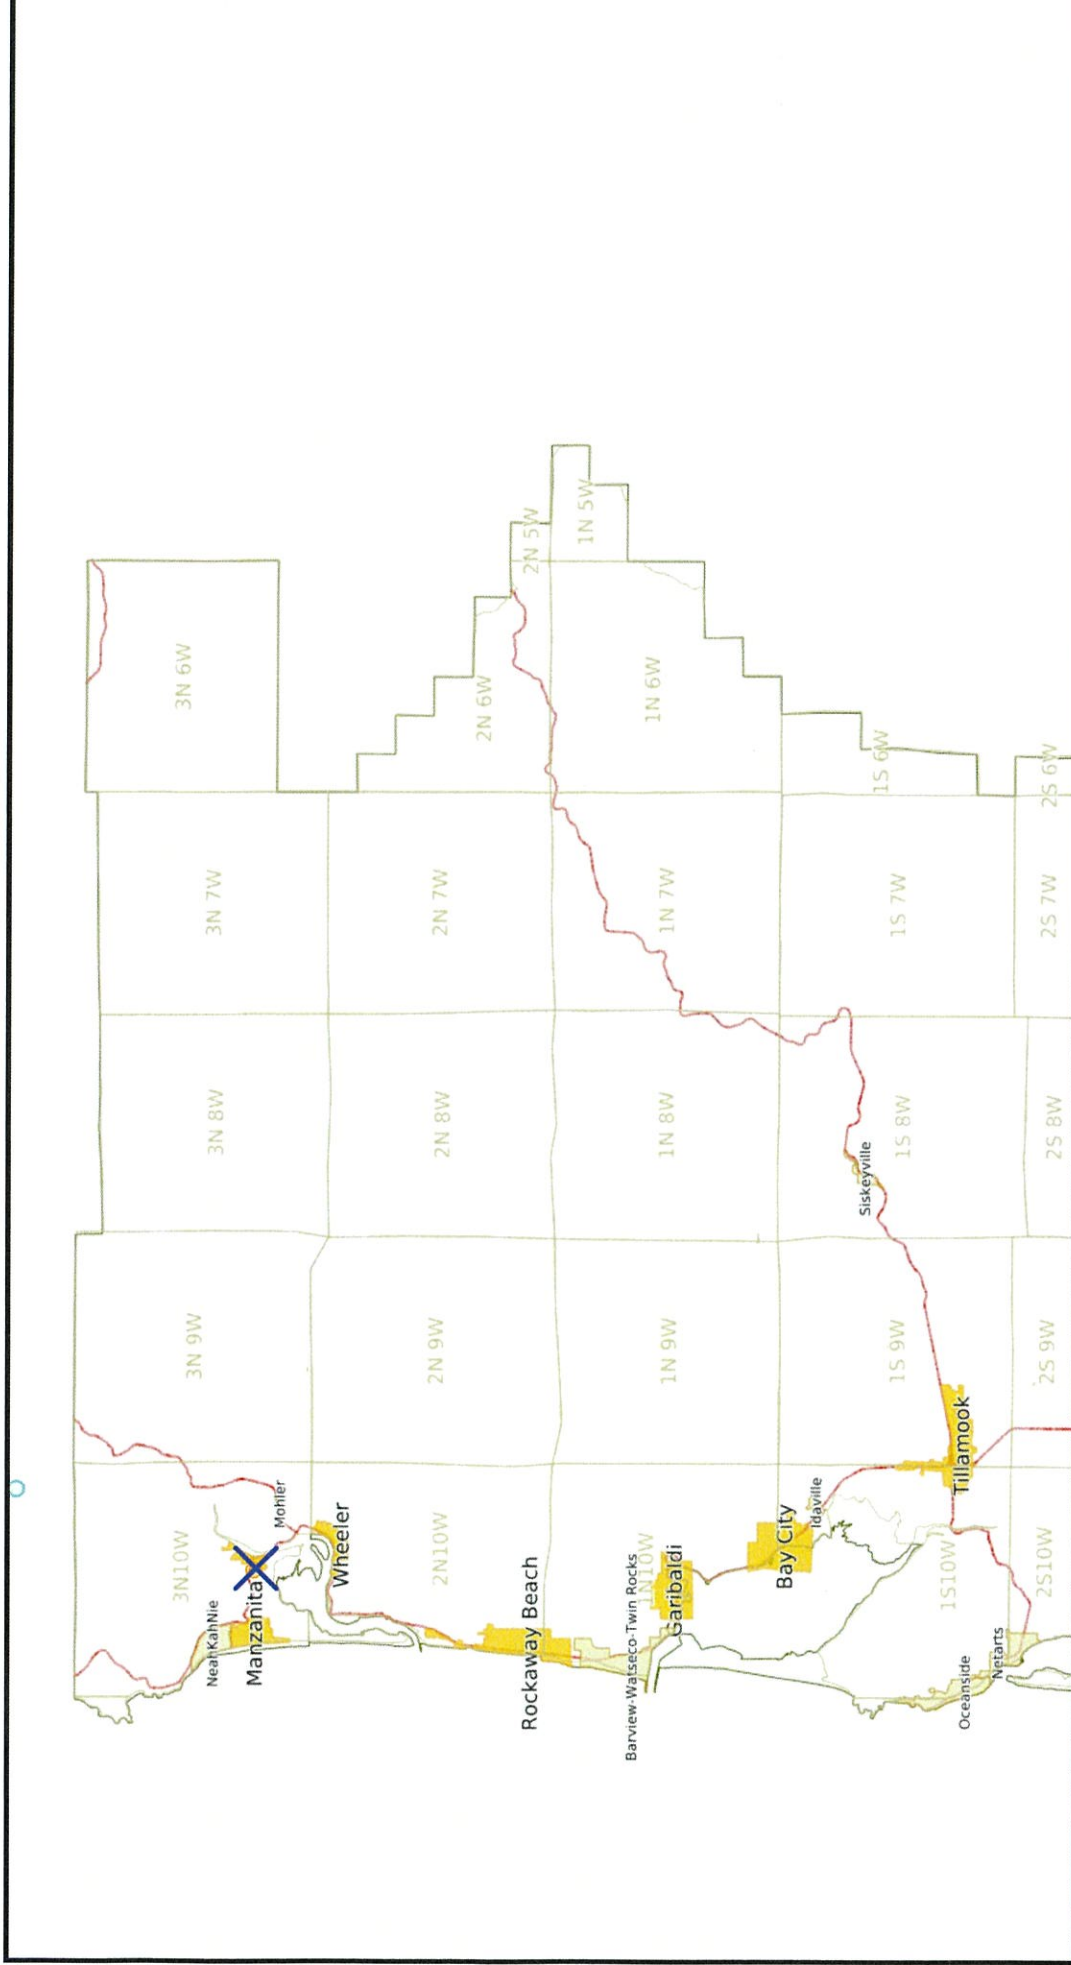 3N10W
3N 9W
3N 8W
3N 7W
3N 6W
NeahKahNie
Manzanita
Mohler
Wheeler
2N10W
2N 9W
2N 8W
2N 7W
2N 6W
2N 5W
Rockaway Beach
Barview-Watseco-Twin Rocks
1N10W
1N 9W
1N 8W
1N 7W
1N 6W
1N 5W
Garibaldi
Bay City
Idaville
1S10W
1S 9W
1S 8W
1S 7W
1S 6W
Siskeyville
Tillamook
Oceanside
Netarts
2S10W
2S 9W
2S 8W
2S 7W
2S 6W